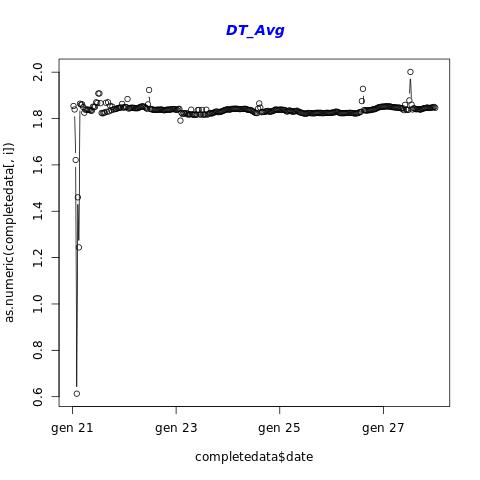 DT_Avg
as.numeric(completedata[, i])
2.0
1.8
1.6
1.4
1.2
1.0
0.8
0.6
gen 21 gen 23 gen 25 gen 27
completedata$date